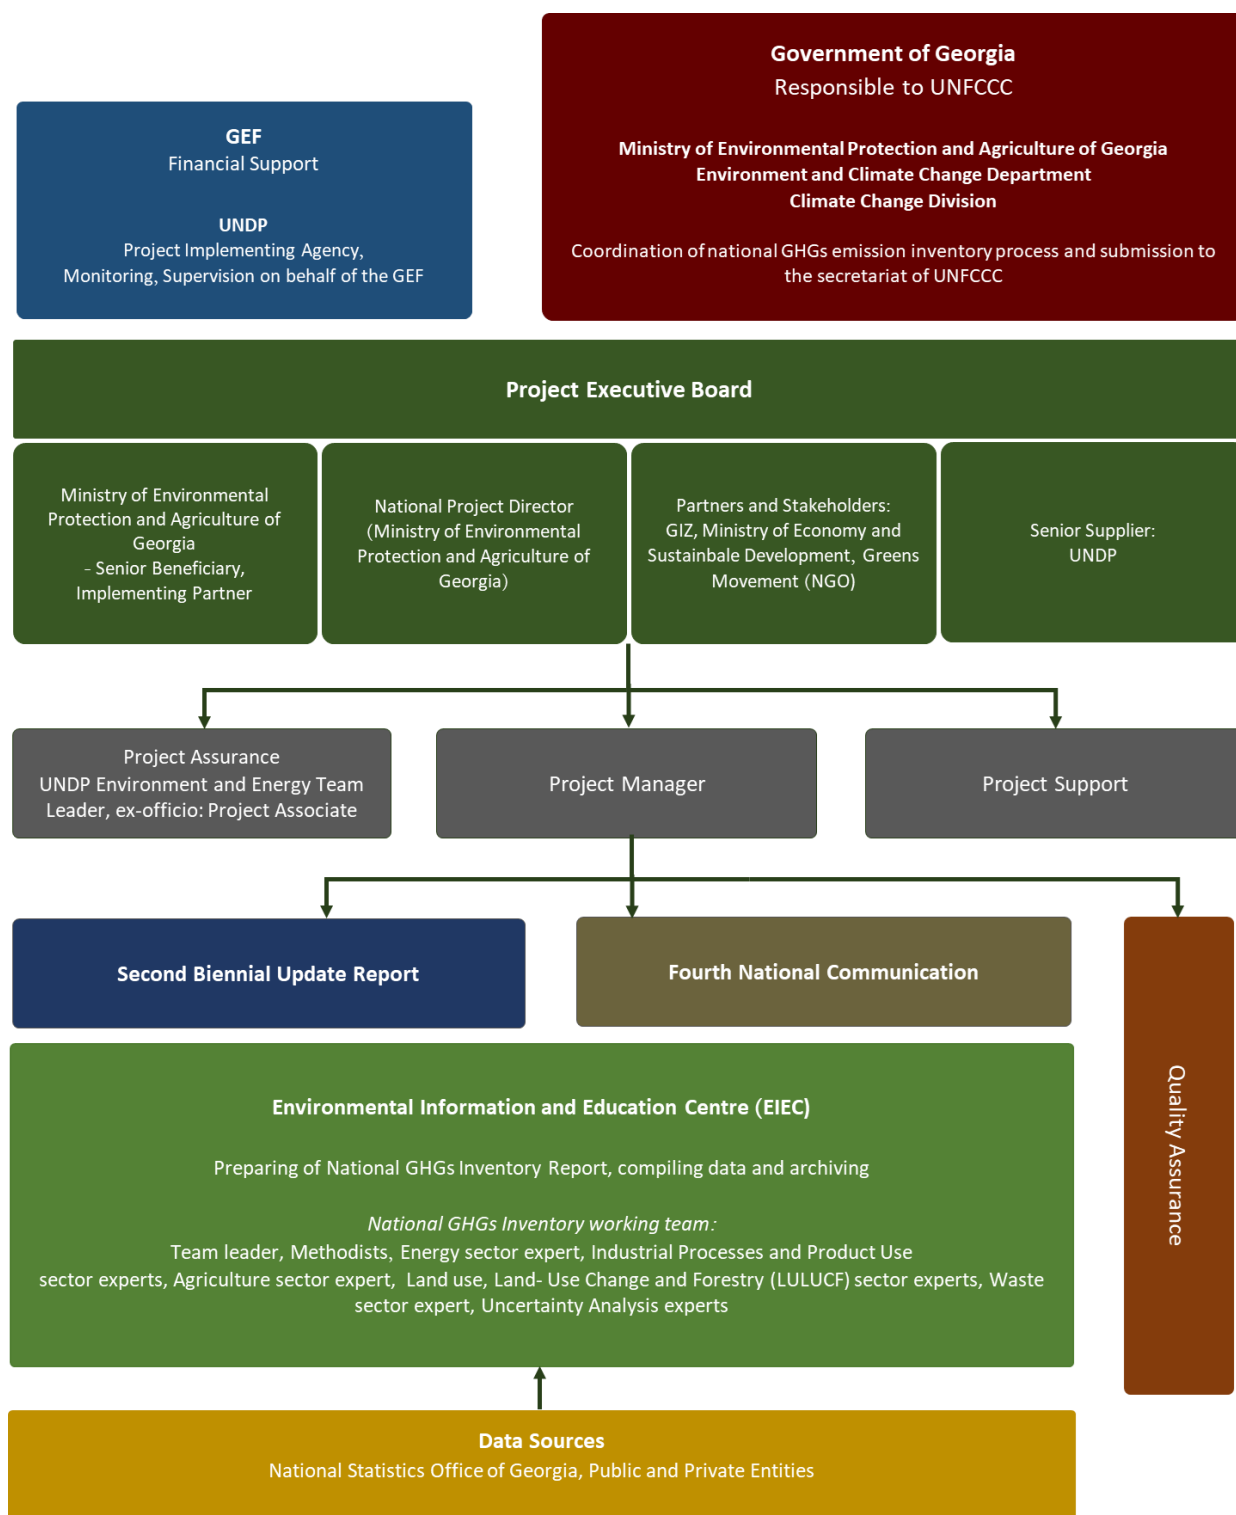 GEF
Financial Support
UNDP
Project Implementing Agency,
Monitoring, Supervision on behalf of the GEF
Government of Georgia
Responsible to UNFCCC
Ministry of Environmental Protection and Agriculture of Georgia
Environment and Climate Change Department
Climate Change Division
Coordination of national GHGs emission inventory process and submission to
the secretariat of UNFCCC
Project Executive Board
Ministry of Environmental
Protection and Agriculture of
Georgia
- Senior Beneficiary,
Implementing Partner
National Project Director
(Ministry of Environmental
Protection and Agriculture of
Georgia)
Partners and Stakeholders:
GIZ, Ministry of Economy and
Sustainbale Development, Greens
Movement (NGO)
Senior Supplier:
UNDP
Project Assurance
UNDP Environment and Energy Team
Leader, ex-officio: Project Associate
Project Manager
Project Support
Second Biennial Update Report
Fourth National Communication
Quality Assurance
Environmental Information and Education Centre (EIEC)
Preparing of National GHGs Inventory Report, compiling data and archiving
National GHGs Inventory working team:
Team leader, Methodists, Energy sector expert, Industrial Processes and Product Use
sector experts, Agriculture sector expert, Land use, Land- Use Change and Forestry (LULUCF) sector experts, Waste
sector expert, Uncertainty Analysis experts
Data Sources
National Statistics Office of Georgia, Public and Private Entities